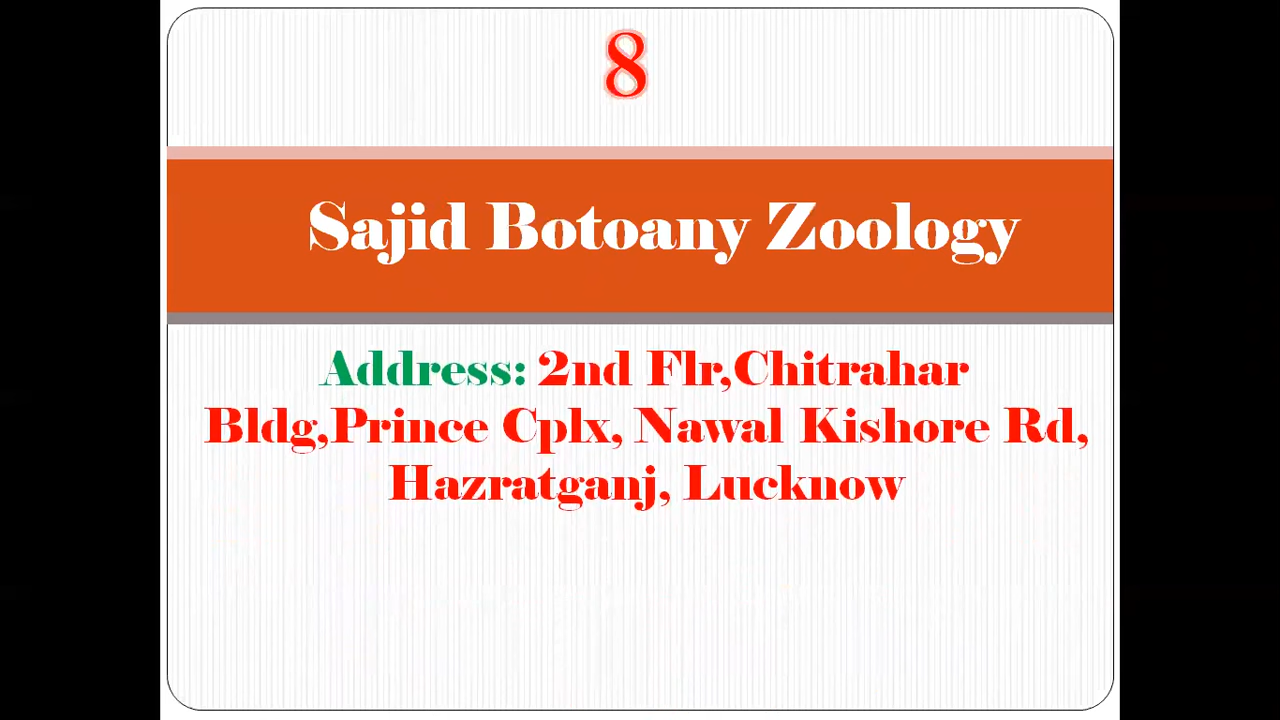 8
Sajid Botoany Zoology
Address: 2nd Flr,Chitrahar
Bldg,Prince Cplx, Nawal Kishore Rd,
Hazratganj, Lucknow